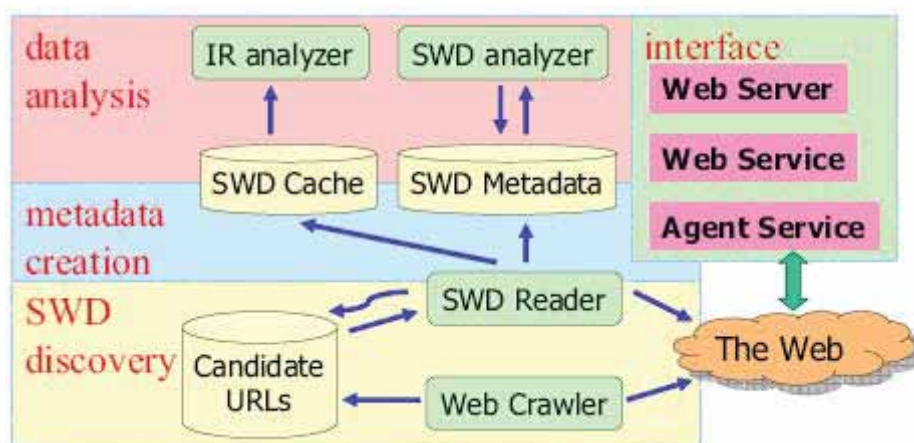 data
analysis
IR analyzer
SWD analyzer
interface
Web Server
Web Service
Agent Service
SWD Cache
SWD Metadata
metadata
creation
SWD
discovery
SWD Reader
Candidate
URLs
Web Crawler
The Web